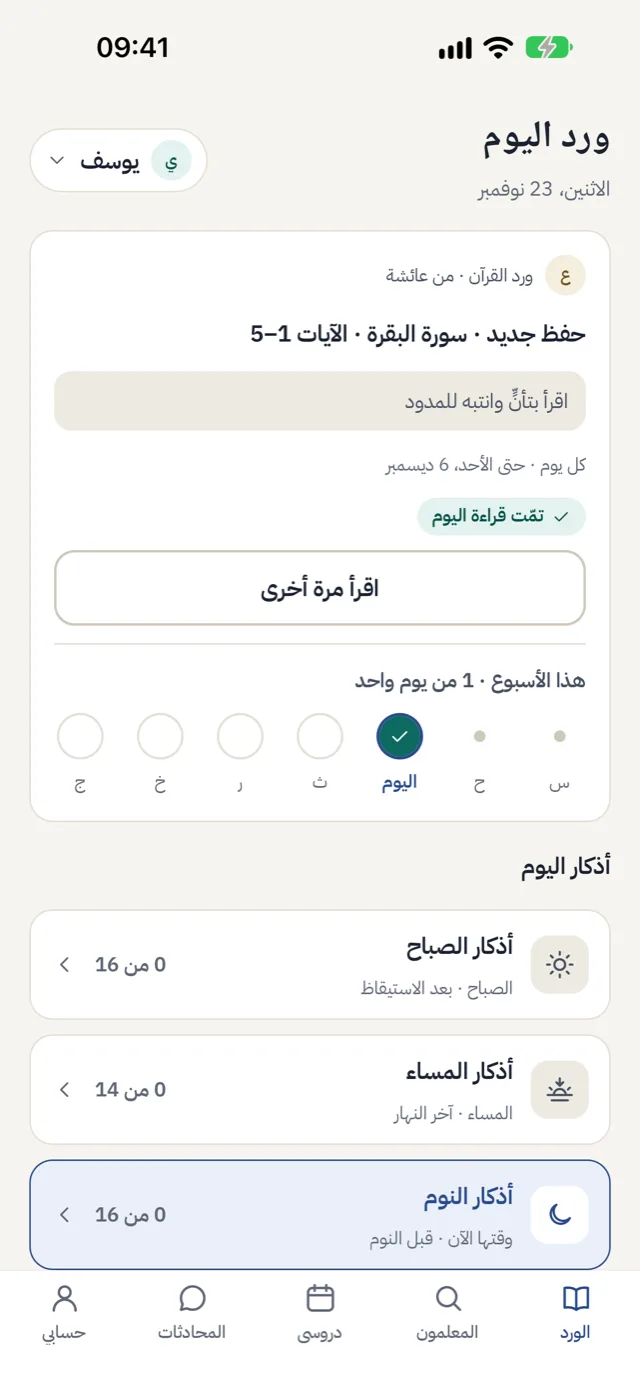 09:41
ورد اليوم
ي يوسف
الاثنين، 23 نوفمبر
ع ورد القرآن · من عائشة
حفظ جديد · سورة البقرة · الآيات 1–5
اقرأ بتأنٍّ وانتبه للمدود
كل يوم · حتى الأحد، 6 ديسمبر
تمّت قراءة اليوم
اقرأ مرة أخرى
هذا الأسبوع · 1 من يوم واحد
س ح اليوم ث ر خ ج
أذكار اليوم
أذكار الصباح
الصباح · بعد الاستيقاظ
0 من 16
أذكار المساء
المساء · آخر النهار
0 من 14
أذكار النوم
وقتها الآن · قبل النوم
0 من 16
الورد المعلمون دروسي المحادثات حسابي